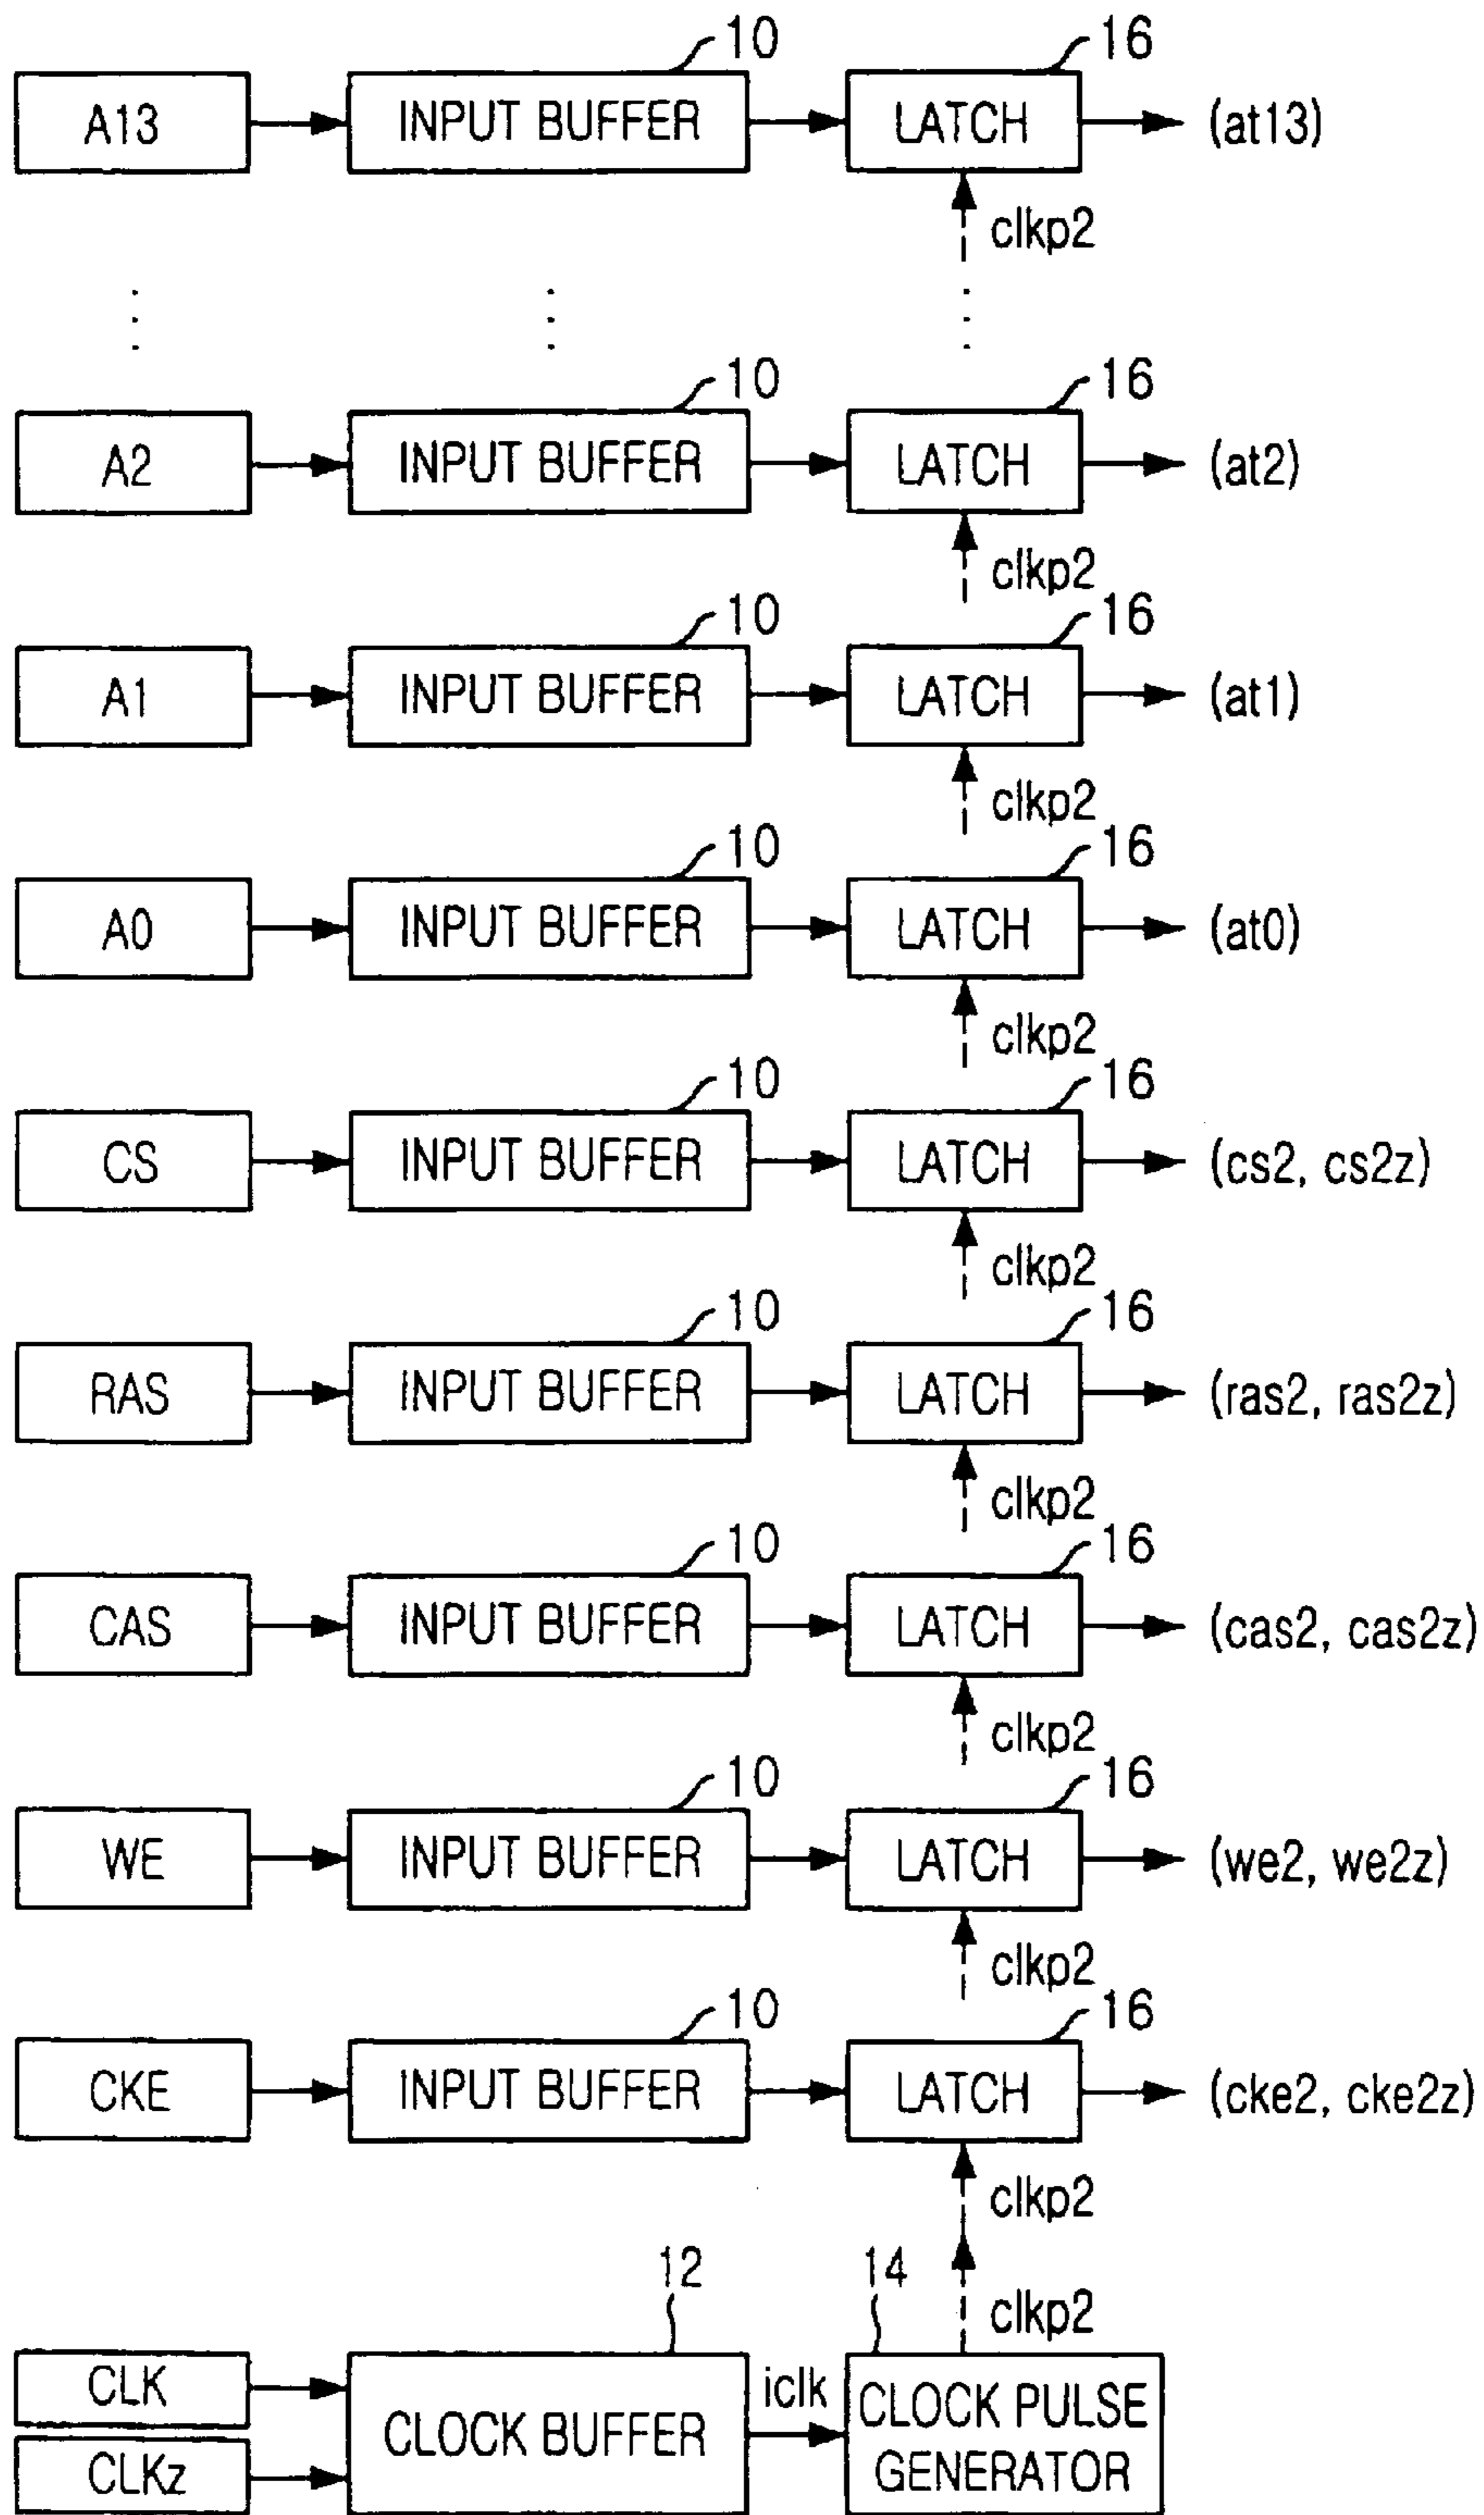 10 16
A13 INPUT BUFFER LATCH (at13)
clkp2
10 16
A2 INPUT BUFFER LATCH (at2)
clkp2
10 16
A1 INPUT BUFFER LATCH (at1)
clkp2
10 16
A0 INPUT BUFFER LATCH (at0)
clkp2
10 16
CS INPUT BUFFER LATCH (cs2, cs2z)
clkp2
10 16
RAS INPUT BUFFER LATCH (ras2, ras2z)
clkp2
10 16
CAS INPUT BUFFER LATCH (cas2, cas2z)
clkp2
10 16
WE INPUT BUFFER LATCH (we2, we2z)
clkp2
10 16
CKE INPUT BUFFER LATCH (cke2, cke2z)
clkp2
12 14
clkp2
CLK
CLKz
CLOCK BUFFER
iclk
CLOCK PULSE
GENERATOR